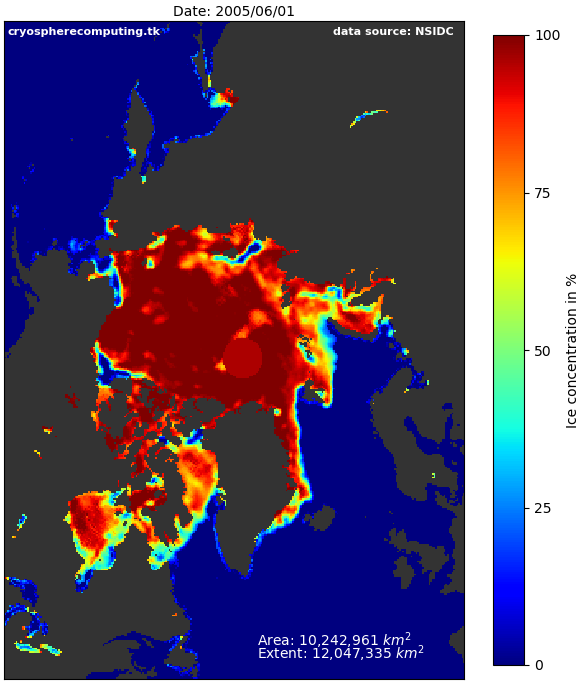 Date: 2005/06/01
cryospherecomputing.tk
data source: NSIDC
100
75
50
25
0
Ice concentration in %
Area: 10,242,961 km²
Extent: 12,047,335 km²